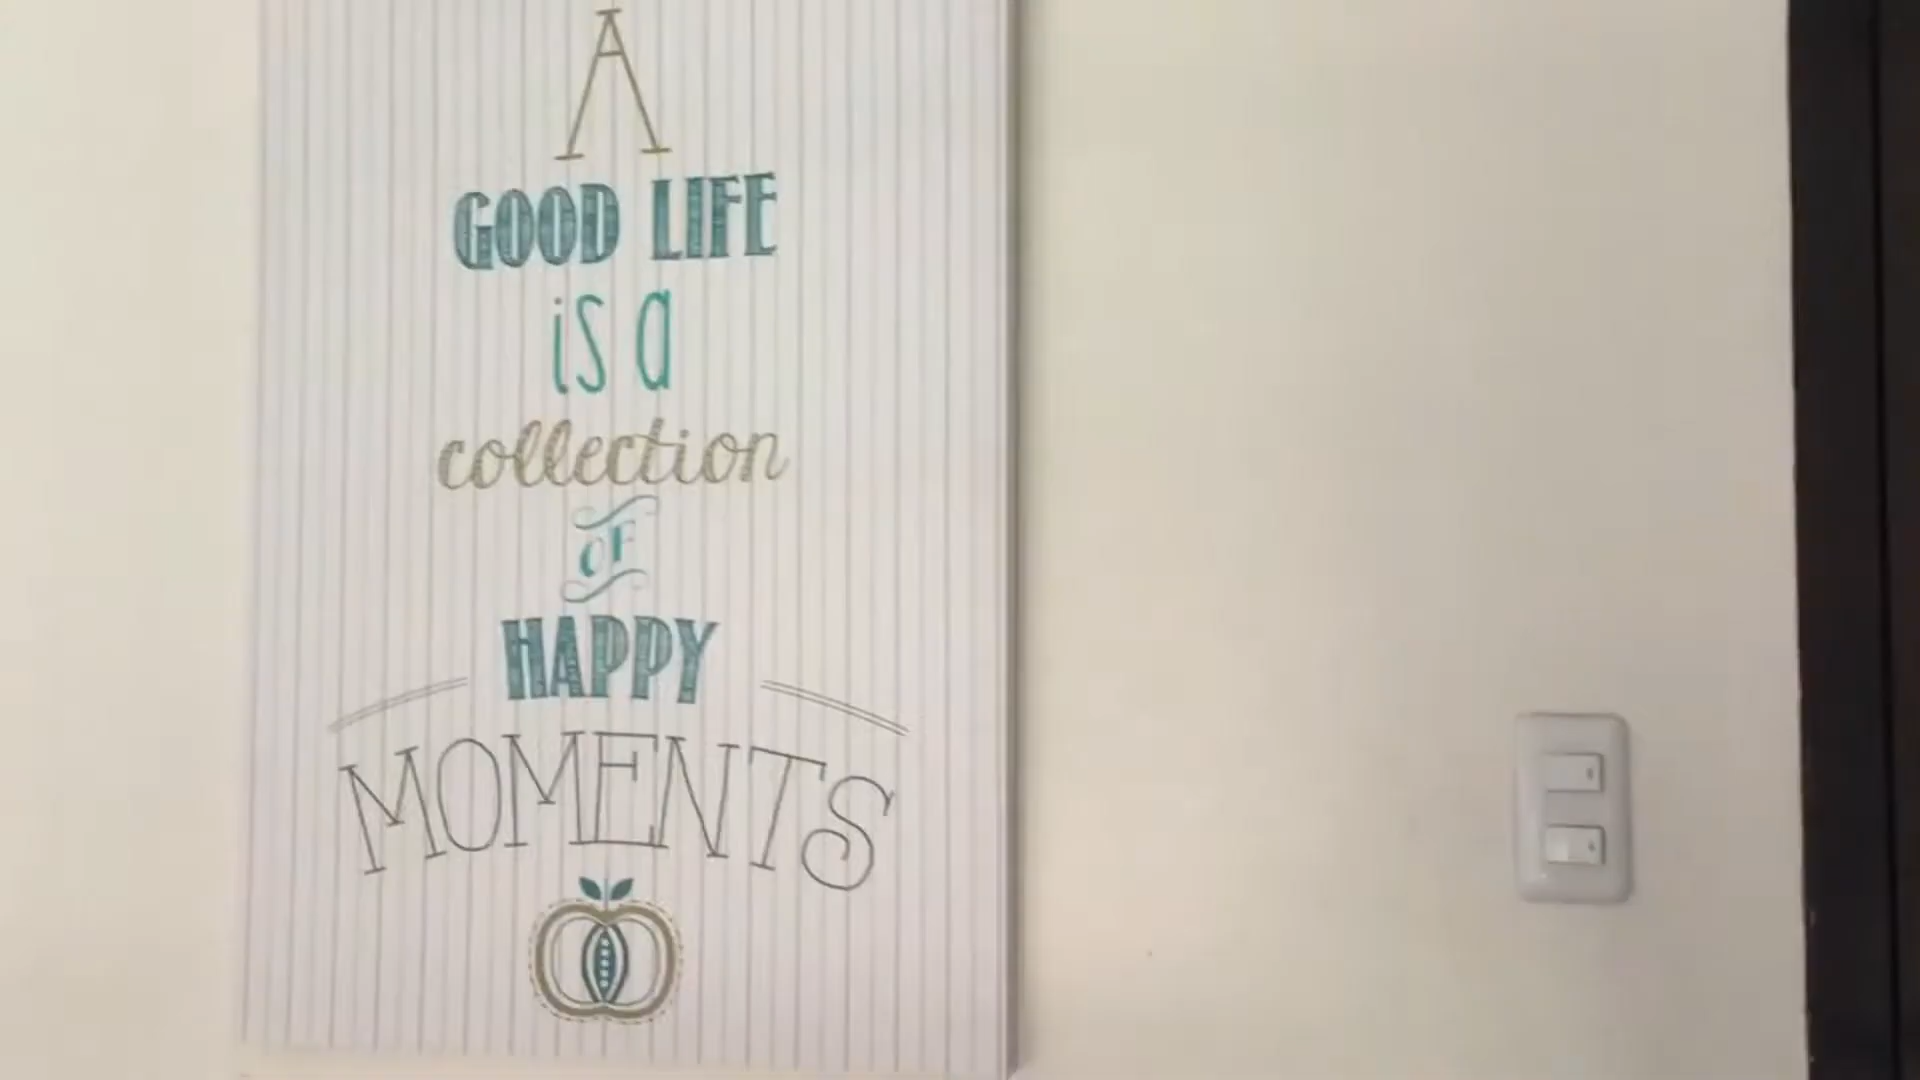 A
GOOD LIFE
is a
collection
OF
HAPPY
MOMENTS